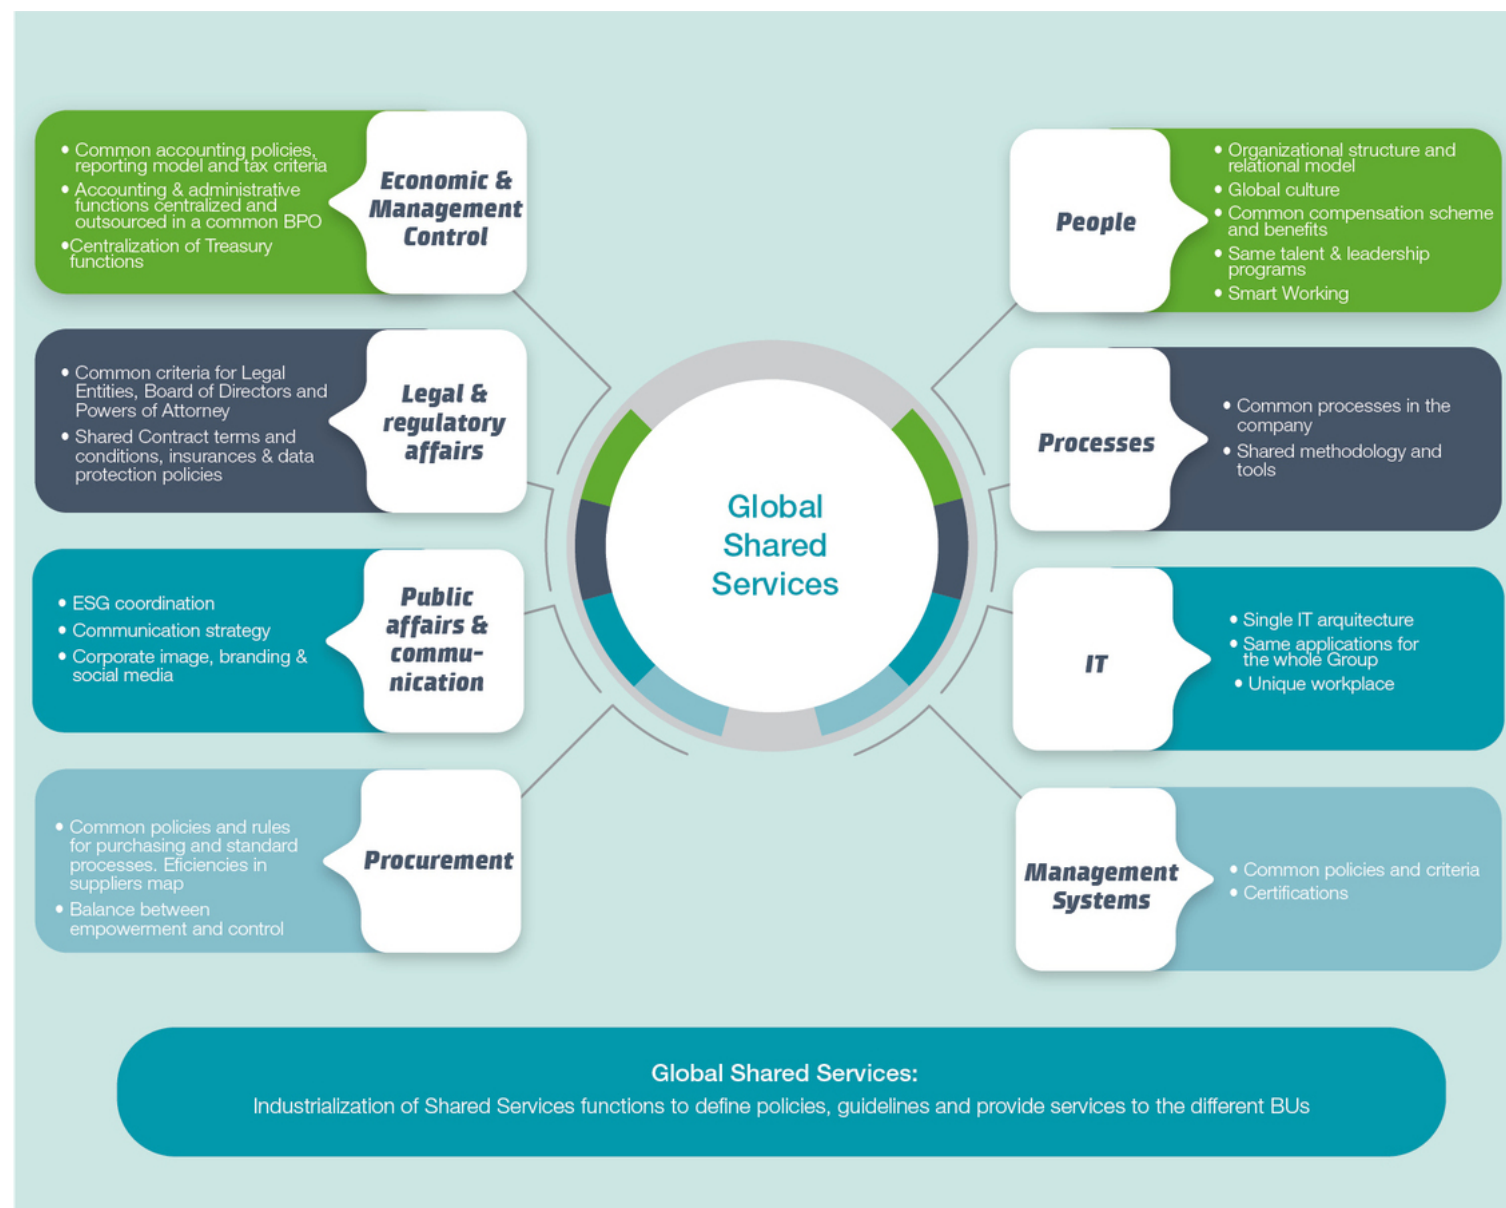 • Common accounting policies,
reporting model and tax criteria
• Accounting & administrative
functions centralized and
outsourced in a common BPO
•Centralization of Treasury
functions
Economic &
Management
Control
• Common criteria for Legal
Entities, Board of Directors and
Powers of Attorney
• Shared Contract terms and
conditions, insurances & data
protection policies
Legal &
regulatory
affairs
• ESG coordination
• Communication strategy
• Corporate image, branding &
social media
Public
affairs &
commu-
nication
• Common policies and rules
for purchasing and standard
processes. Eficiencies in
suppliers map
• Balance between
empowerment and control
Procurement
Global
Shared
Services
People
• Organizational structure and
relational model
• Global culture
• Common compensation scheme
and benefits
• Same talent & leadership
programs
• Smart Working
Processes
• Common processes in the
company
• Shared methodology and
tools
IT
• Single IT arquitecture
• Same applications for
the whole Group
• Unique workplace
Management
Systems
• Common policies and criteria
• Certifications
Global Shared Services:
Industrialization of Shared Services functions to define policies, guidelines and provide services to the different BUs